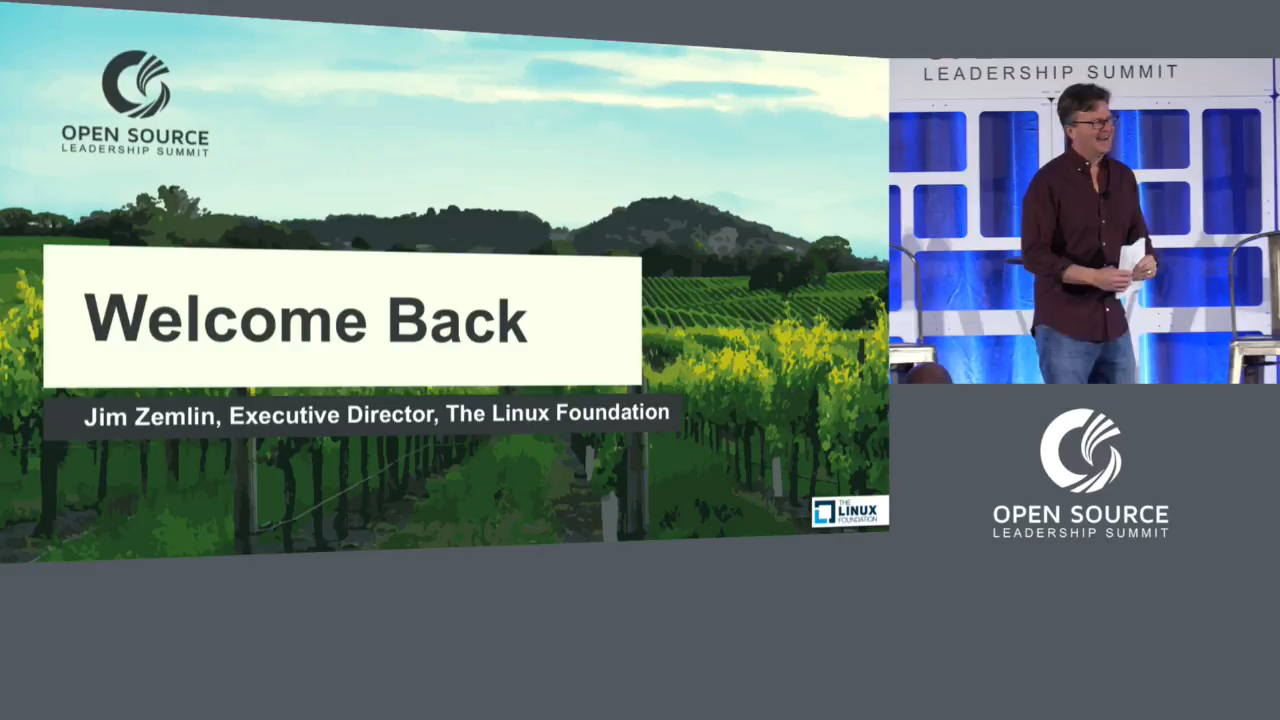 OPEN SOURCE
LEADERSHIP SUMMIT
Welcome Back
Jim Zemlin, Executive Director, The Linux Foundation
THE
LINUX
FOUNDATION
LEADERSHIP SUMMIT
OPEN SOURCE
LEADERSHIP SUMMIT